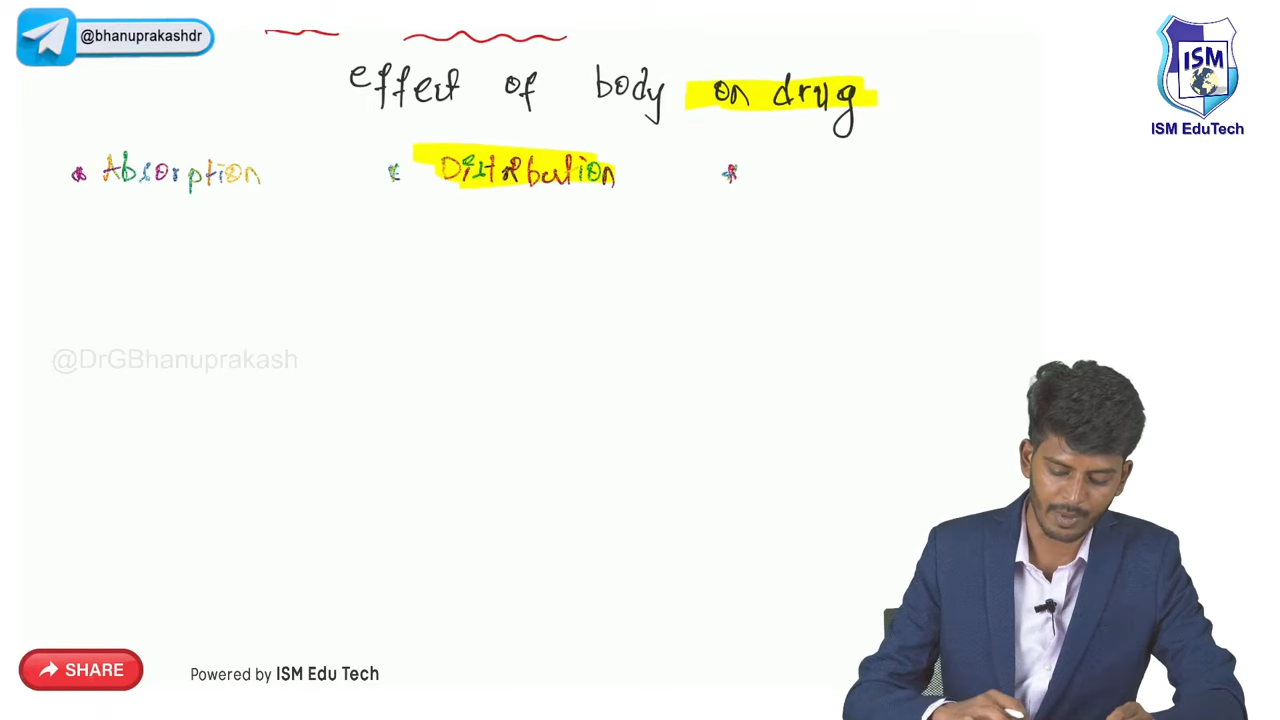 @bhanuprakashdr
ISM
ISM EduTech
effect of body on drug
* Absorption * Distribution *
@DrGBhanuprakash
SHARE
Powered by ISM Edu Tech